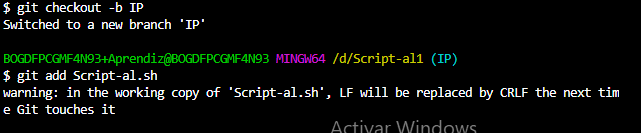 $ git checkout -b IP
Switched to a new branch 'IP'
BOGDFPCGMF4N93+Aprendiz@BOGDFPCGMF4N93 MINGW64 /d/Script-al1 (IP)
$ git add Script-al.sh
warning: in the working copy of 'Script-al.sh', LF will be replaced by CRLF the next tim
e Git touches it
Activar Windows